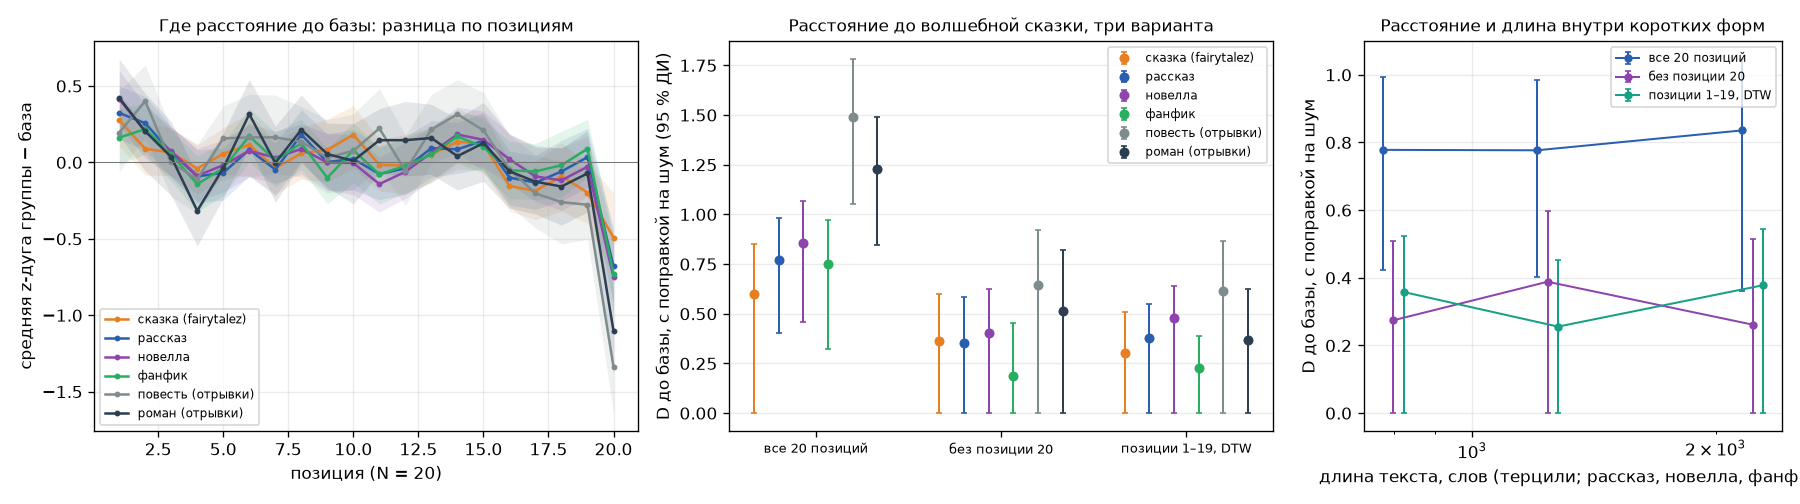 Где расстояние до базы: разница по позициям
средняя z-дуга группы − база
0.5
0.0
−0.5
−1.0
−1.5
сказка (fairytalez)
рассказ
новелла
фанфик
повесть (отрывки)
роман (отрывки)
2.5 5.0 7.5 10.0 12.5 15.0 17.5 20.0
позиция (N = 20)
Расстояние до волшебной сказки, три варианта
D до базы, с поправкой на шум (95 % ДИ)
1.75
1.50
1.25
1.00
0.75
0.50
0.25
0.00
сказка (fairytalez)
рассказ
новелла
фанфик
повесть (отрывки)
роман (отрывки)
все 20 позиций
без позиции 20
позиции 1–19, DTW
Расстояние и длина внутри коротких форм
D до базы, с поправкой на шум
1.0
0.8
0.6
0.4
0.2
0.0
все 20 позиций
без позиции 20
позиции 1–19, DTW
10³
2 × 10³
длина текста, слов (терцили; рассказ, новелла, фанф